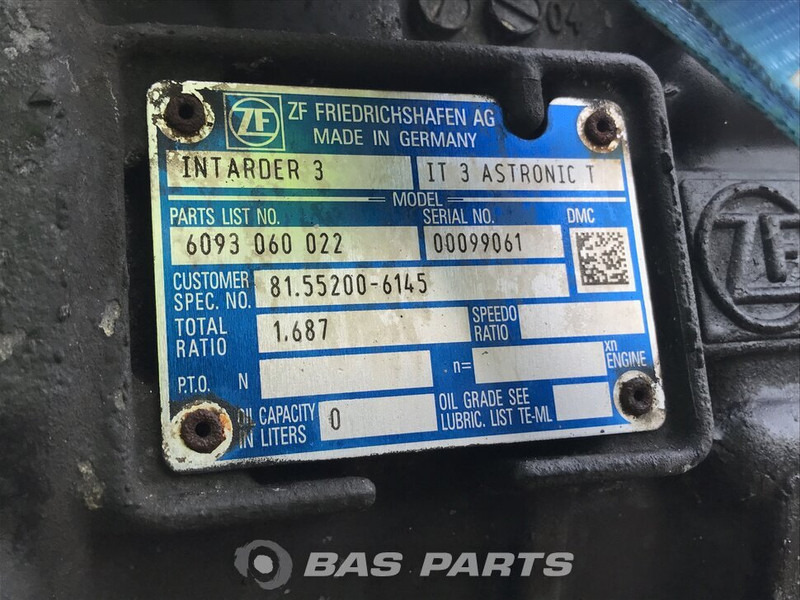 04
ZF
ZF FRIEDRICHSHAFEN AG
MADE IN GERMANY
INTARDER 3
IT 3 ASTRONIC T
MODEL
PARTS LIST NO.
SERIAL NO.
DMC
6093 060 022
00099061
CUSTOMER
SPEC. NO.
81.55200-6145
TOTAL
RATIO
1.687
SPEEDO
RATIO
P.T.O. N
n=
xn
ENGINE
OIL CAPACITY
IN LITERS
0
OIL GRADE SEE
LUBRIC. LIST TE-ML
ZF
BAS PARTS